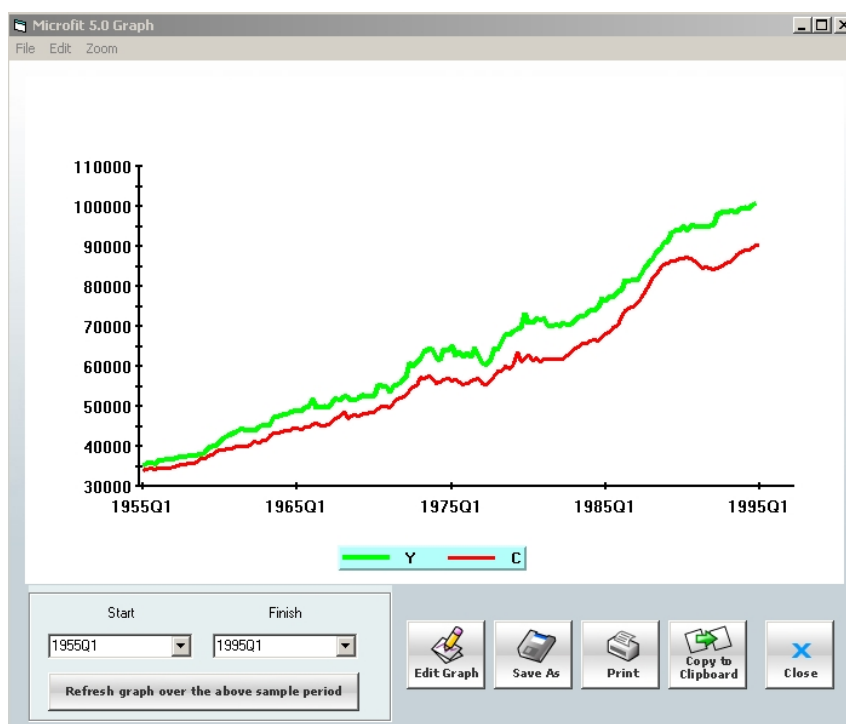 Microfit 5.0 Graph
File Edit Zoom
110000
100000
90000
80000
70000
60000
50000
40000
30000
1955Q1 1965Q1 1975Q1 1985Q1 1995Q1
Y C
Start Finish
1955Q1 1995Q1
Refresh graph over the above sample period
Edit Graph Save As Print Copy to Clipboard Close